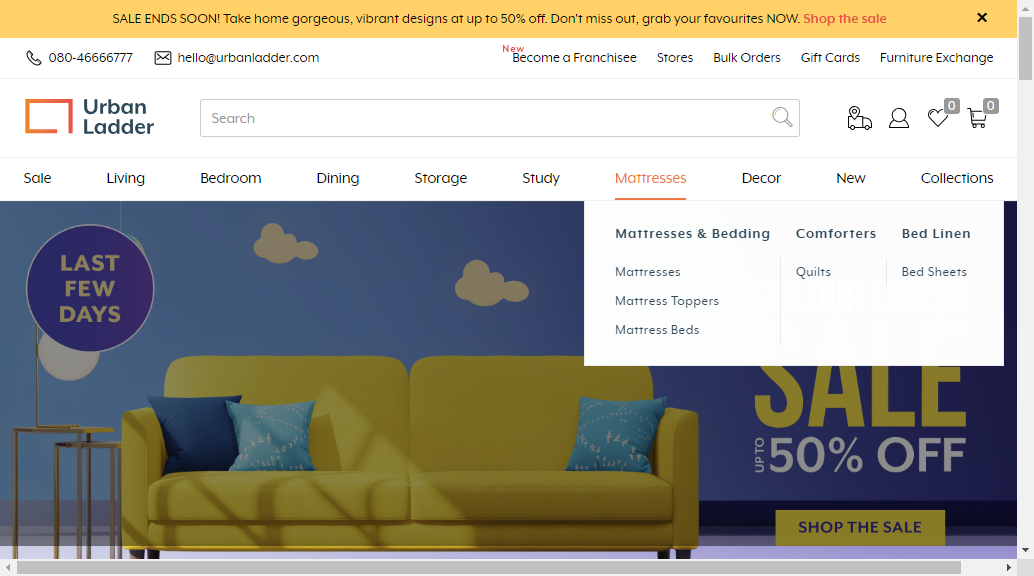 SALE ENDS SOON! Take home gorgeous, vibrant designs at up to 50% off. Don't miss out, grab your favourites NOW. Shop the sale
080-46666777 hello@urbanladder.com New Become a Franchisee Stores Bulk Orders Gift Cards Furniture Exchange
Urban
Ladder
Search
0 0
Sale Living Bedroom Dining Storage Study Mattresses Decor New Collections
Mattresses & Bedding Comforters Bed Linen
Mattresses Quilts Bed Sheets
Mattress Toppers
Mattress Beds
LAST
FEW
DAYS
SALE
UPTO 50% OFF
SHOP THE SALE